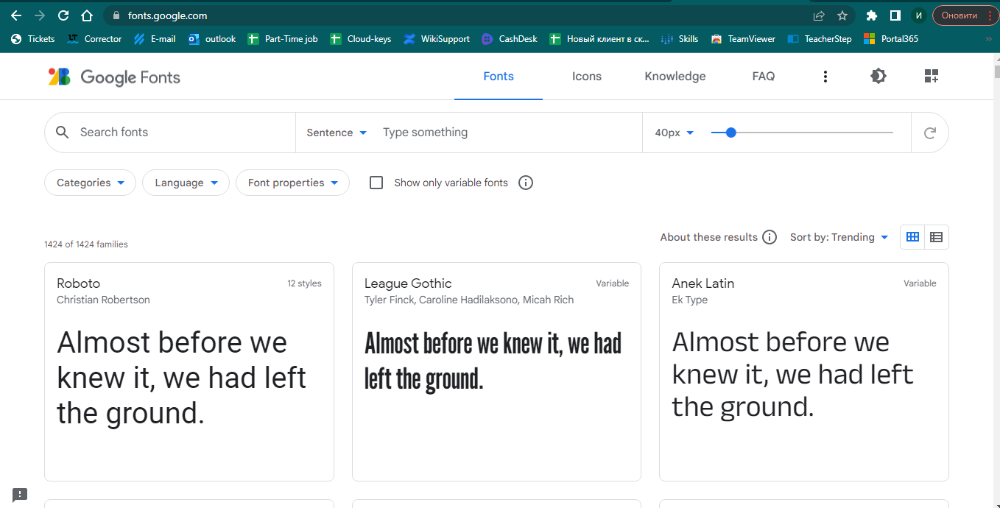 fonts.google.com
И
Оновити
Tickets
LT Corrector
E-mail
outlook
Part-Time job
Cloud-keys
WikiSupport
CashDesk
Новый клиент в ск...
Skills
TeamViewer
TeacherStep
Portal365
»
Google Fonts
Fonts
Icons
Knowledge
FAQ
Search fonts
Sentence
Type something
40px
Categories
Language
Font properties
Show only variable fonts
1424 of 1424 families
About these results
Sort by: Trending
Roboto
12 styles
Christian Robertson
Almost before we
knew it, we had left
the ground.
League Gothic
Variable
Tyler Finck, Caroline Hadilaksono, Micah Rich
Almost before we knew it, we had
left the ground.
Anek Latin
Variable
Ek Type
Almost before we
knew it, we had left
the ground.